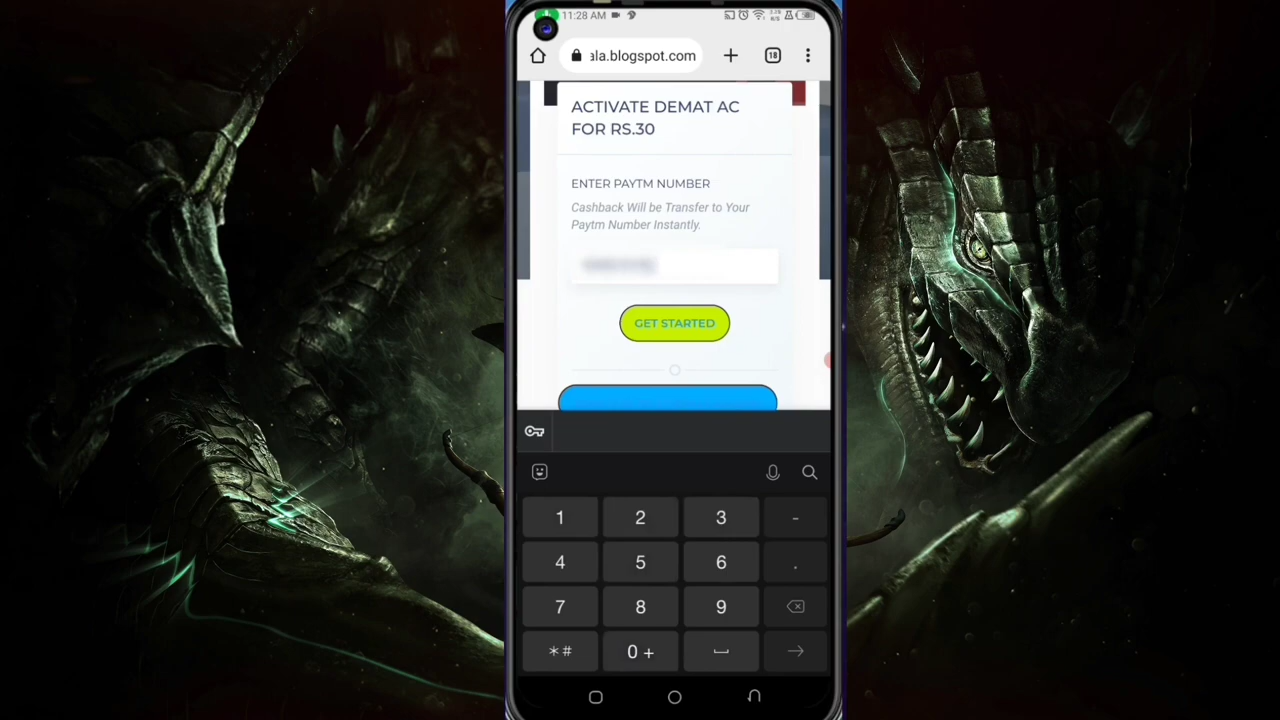 11:28 AM
ala.blogspot.com
18
ACTIVATE DEMAT AC
FOR RS.30
ENTER PAYTM NUMBER
Cashback Will be Transfer to Your
Paytm Number Instantly.
GET STARTED
1 2 3 -
4 5 6 .
7 8 9
*# 0 +